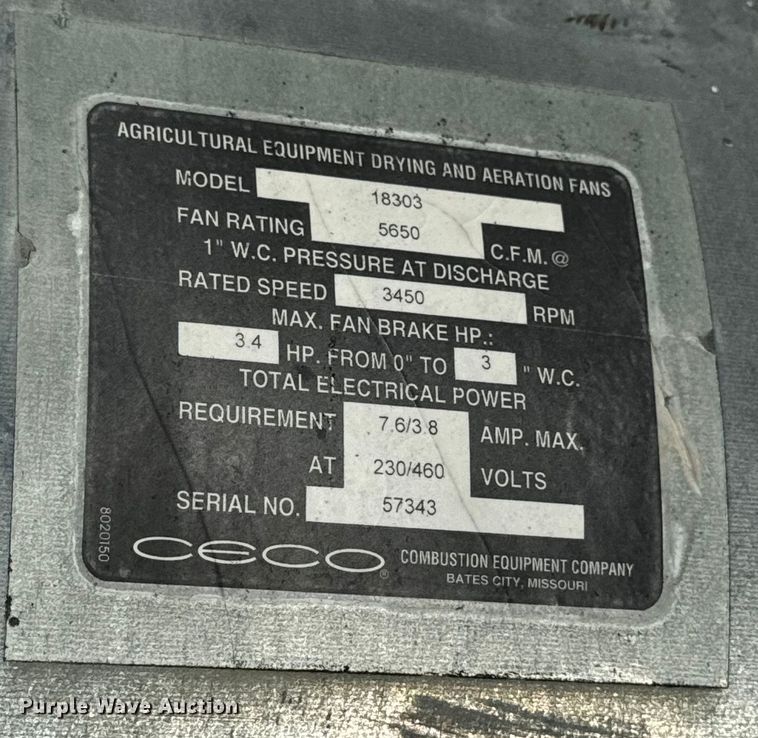 AGRICULTURAL EQUIPMENT DRYING AND AERATION FANS
MODEL 18303
FAN RATING 5650 C.F.M. @
1" W.C. PRESSURE AT DISCHARGE
RATED SPEED 3450 RPM
MAX. FAN BRAKE HP.:
3.4 HP. FROM 0" TO 3 " W.C.
TOTAL ELECTRICAL POWER
REQUIREMENT 7.6/3.8 AMP. MAX.
AT 230/460 VOLTS
SERIAL NO. 57343
8020150
CECO® COMBUSTION EQUIPMENT COMPANY
BATES CITY, MISSOURI
Purple Wave Auction